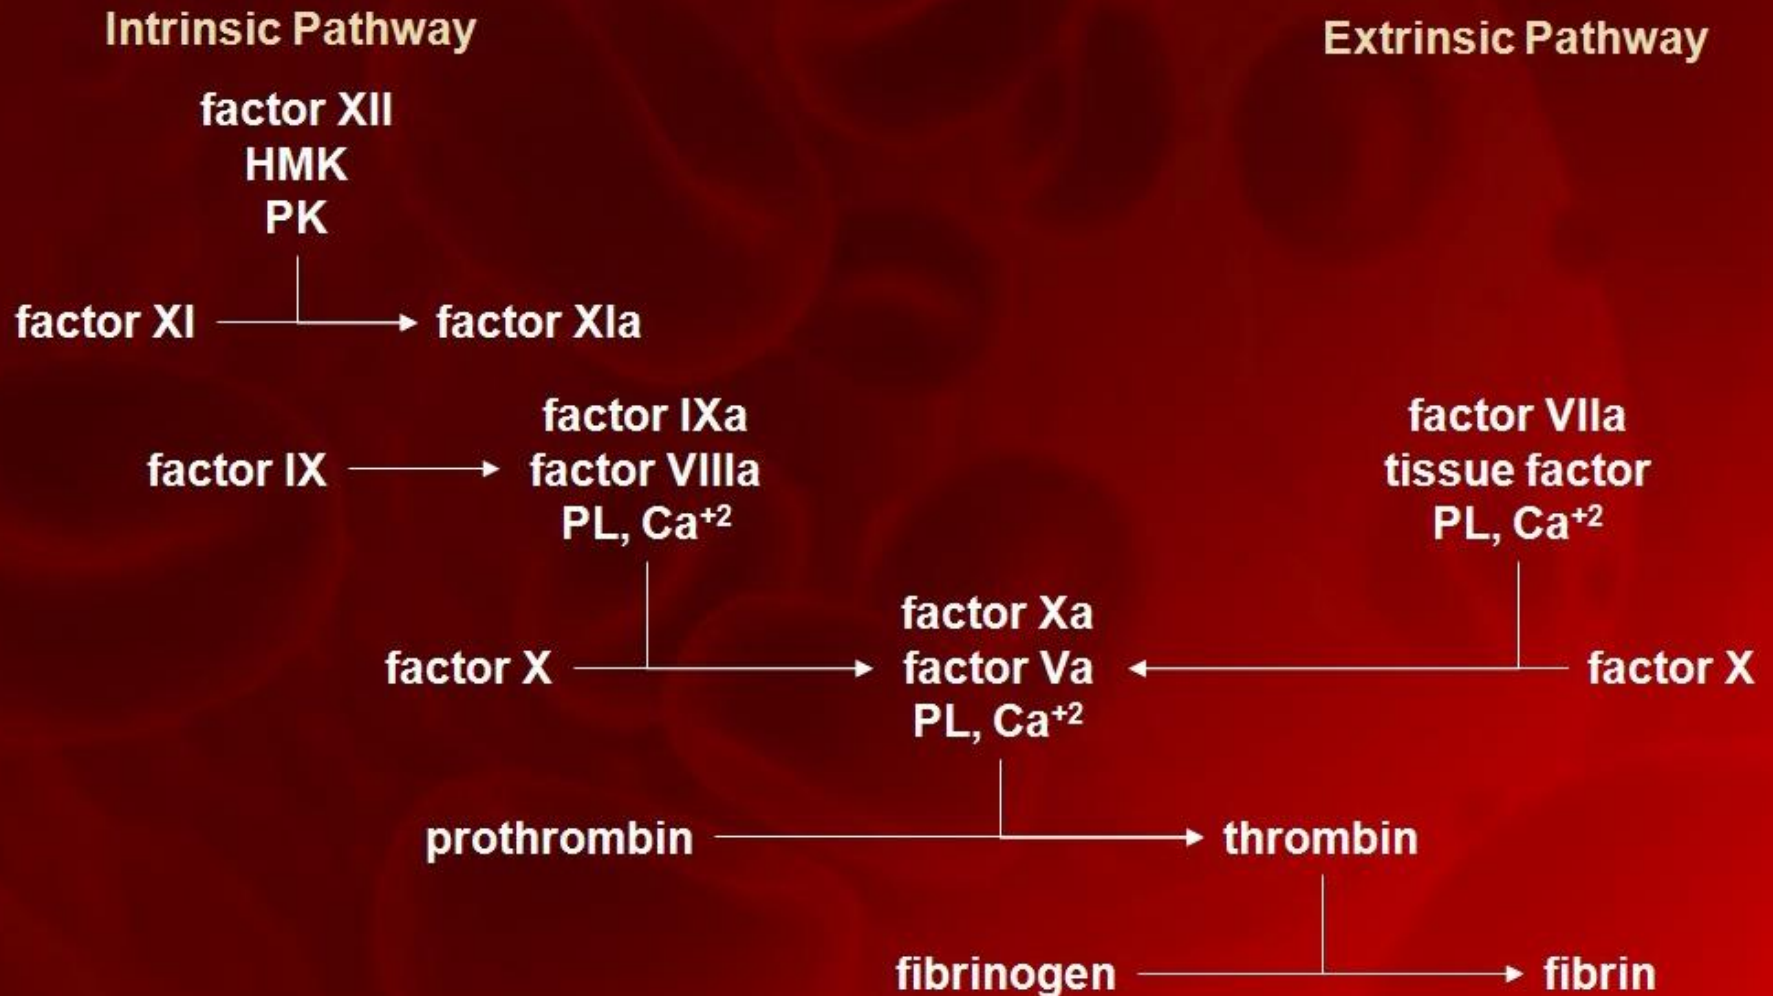 Intrinsic Pathway
Extrinsic Pathway
factor XII
HMK
PK
factor XI
factor XIa
factor IXa
factor VIIa
factor IX
factor VIIIa
tissue factor
PL, Ca⁺²
PL, Ca⁺²
factor Xa
factor X
factor Va
factor X
PL, Ca⁺²
prothrombin
thrombin
fibrinogen
fibrin